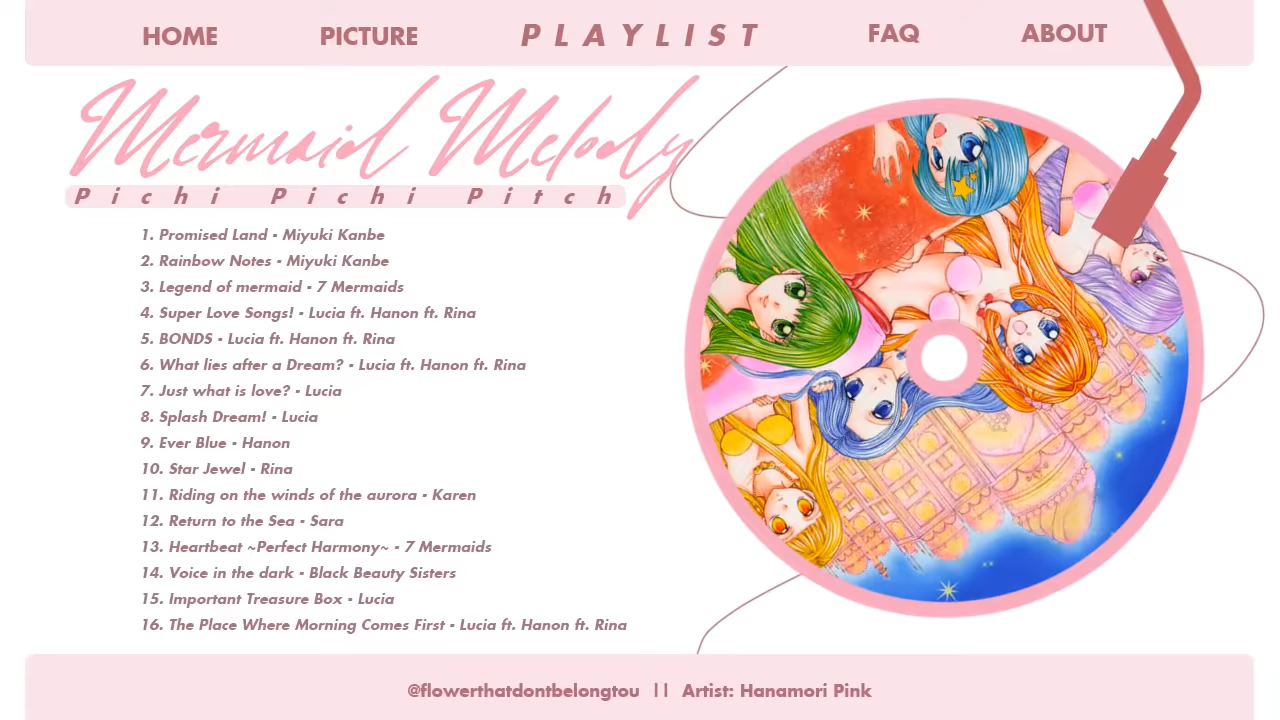 HOME PICTURE PLAYLIST FAQ ABOUT
Mermaid Melody
Pichi Pichi Pitch
1. Promised Land - Miyuki Kanbe
2. Rainbow Notes - Miyuki Kanbe
3. Legend of mermaid - 7 Mermaids
4. Super Love Songs! - Lucia ft. Hanon ft. Rina
5. BONDS - Lucia ft. Hanon ft. Rina
6. What lies after a Dream? - Lucia ft. Hanon ft. Rina
7. Just what is love? - Lucia
8. Splash Dream! - Lucia
9. Ever Blue - Hanon
10. Star Jewel - Rina
11. Riding on the winds of the aurora - Karen
12. Return to the Sea - Sara
13. Heartbeat ~Perfect Harmony~ - 7 Mermaids
14. Voice in the dark - Black Beauty Sisters
15. Important Treasure Box - Lucia
16. The Place Where Morning Comes First - Lucia ft. Hanon ft. Rina
@flowerthatdontbelongtou || Artist: Hanamori Pink